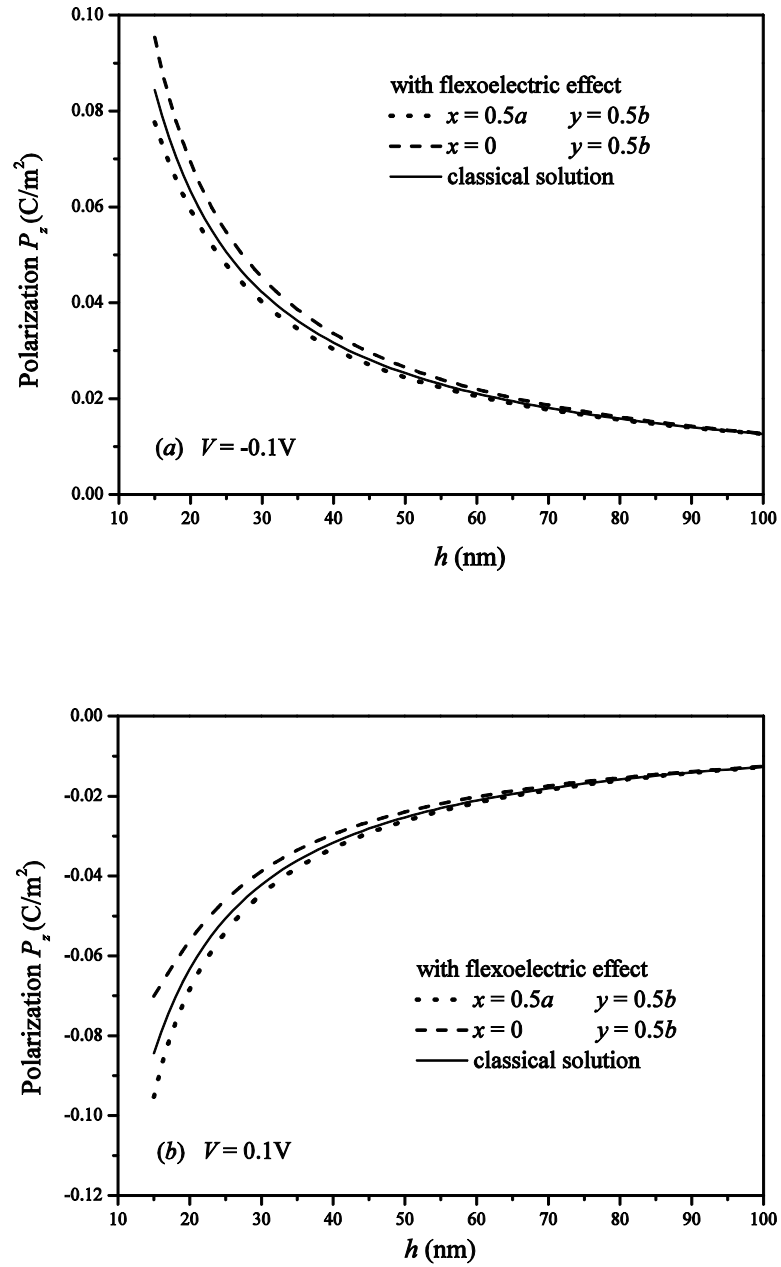 0.10
0.08
0.06
0.04
0.02
0.00
Polarization Pz (C/m²)
with flexoelectric effect
x = 0.5a y = 0.5b
x = 0 y = 0.5b
classical solution
(a) V = -0.1V
10 20 30 40 50 60 70 80 90 100
h (nm)
0.00
-0.02
-0.04
-0.06
-0.08
-0.10
-0.12
Polarization Pz (C/m²)
with flexoelectric effect
x = 0.5a y = 0.5b
x = 0 y = 0.5b
classical solution
(b) V = 0.1V
10 20 30 40 50 60 70 80 90 100
h (nm)